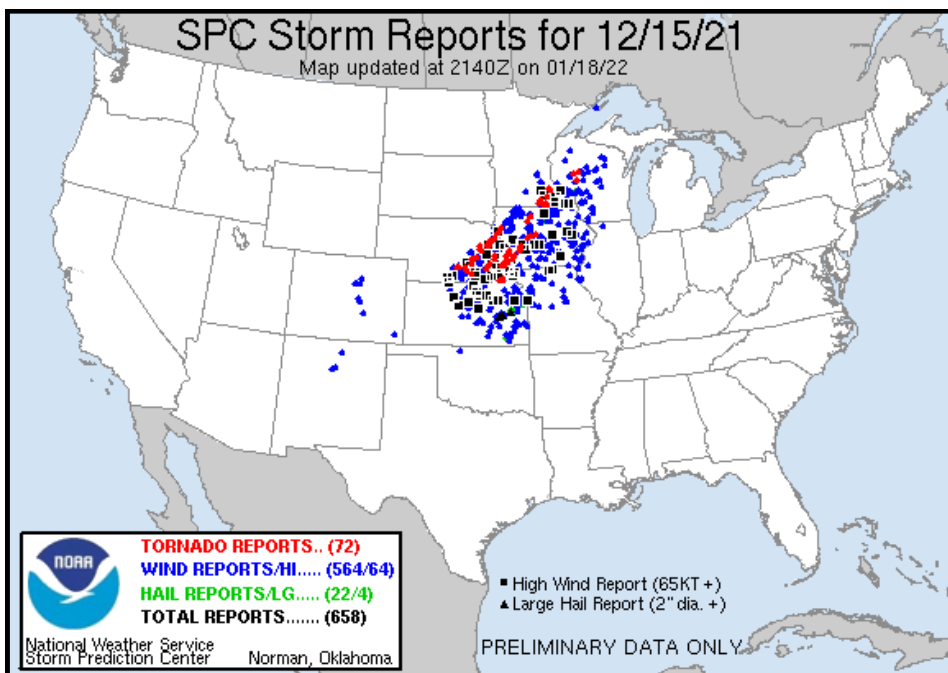 SPC Storm Reports for 12/15/21
Map updated at 2140Z on 01/18/22
NOAA
TORNADO REPORTS.. (72)
WIND REPORTS/HI..... (564/64)
HAIL REPORTS/LG..... (22/4)
TOTAL REPORTS....... (658)
National Weather Service
Storm Prediction Center Norman, Oklahoma
High Wind Report (65KT +)
Large Hail Report (2" dia. +)
PRELIMINARY DATA ONLY